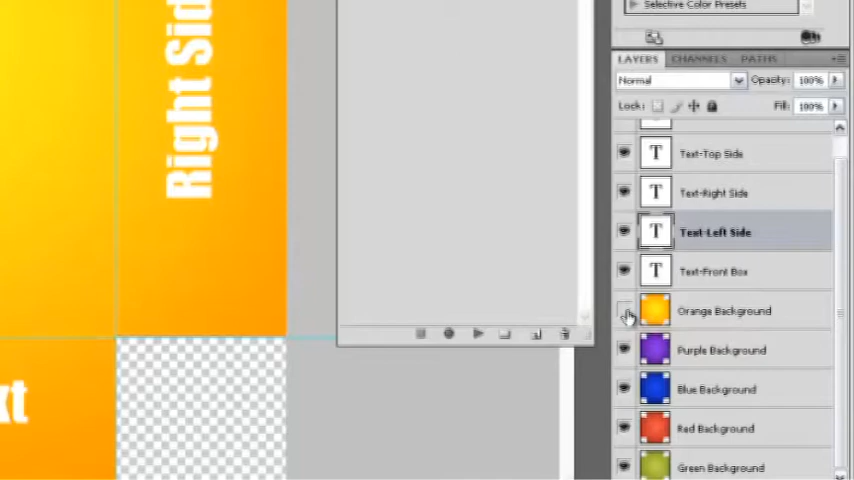 Right Sid
xt
Selective Color Presets
LAYERS CHANNELS PATHS
Normal Opacity: 100%
Lock: Fill: 100%
T Text-Top Side
T Text-Right Side
T Text-Left Side
T Text-Front Box
Orange Background
Purple Background
Blue Background
Red Background
Green Background